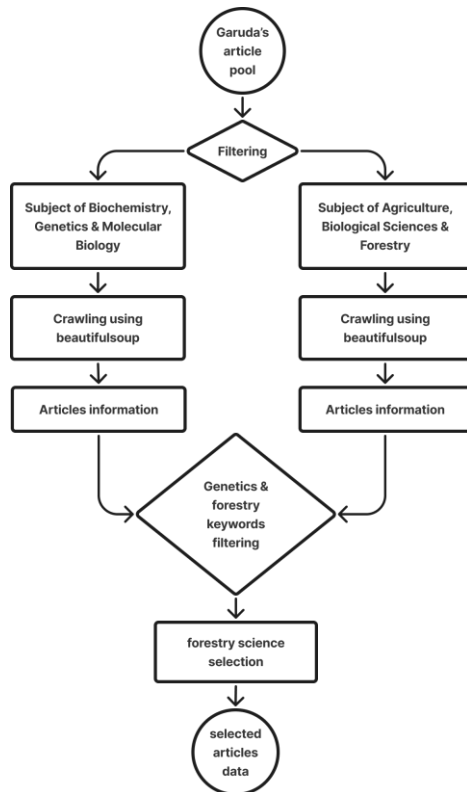 Garuda's
article
pool
Filtering
Subject of Biochemistry,
Genetics & Molecular
Biology
Subject of Agriculture,
Biological Sciences &
Forestry
Crawling using
beautifulsoup
Crawling using
beautifulsoup
Articles information
Articles information
Genetics &
forestry
keywords
filtering
forestry science
selection
selected
articles
data